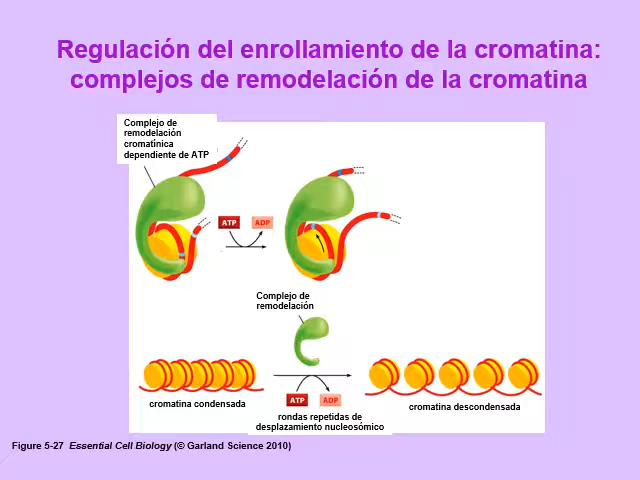 Regulación del enrollamiento de la cromatina:
complejos de remodelación de la cromatina
Complejo de
remodelación
cromatínica
dependiente de ATP
ATP
ADP
Complejo de
remodelación
ATP
ADP
cromatina condensada
rondas repetidas de
desplazamiento nucleosómico
cromatina descondensada
Figure 5-27 Essential Cell Biology (© Garland Science 2010)